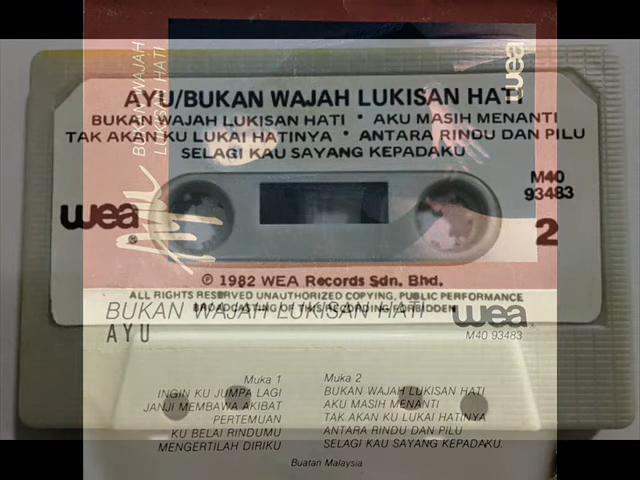 BUKAN WAJAH
LUKISAN HATI
Ayu
wea
AYU/BUKAN WAJAH LUKISAN HATI
BUKAN WAJAH LUKISAN HATI • AKU MASIH MENANTI
TAK AKAN KU LUKAI HATINYA • ANTARA RINDU DAN PILU
SELAGI KAU SAYANG KEPADAKU
M40
93483
wea
2
℗ 1982 WEA Records Sdn. Bhd.
ALL RIGHTS RESERVED UNAUTHORIZED COPYING, PUBLIC PERFORMANCE
BROADCASTING OF THIS RECORDING FORBIDDEN
BUKAN WAJAH LUKISAN HATI
AYU
wea
M40 93483
Muka 1
INGIN KU JUMPA LAGI
JANJI MEMBAWA AKIBAT
PERTEMUAN
KU BELAI RINDUMU
MENGERTILAH DIRIKU
Muka 2
BUKAN WAJAH LUKISAN HATI
AKU MASIH MENANTI
TAK AKAN KU LUKAI HATINYA
ANTARA RINDU DAN PILU
SELAGI KAU SAYANG KEPADAKU.
Buatan Malaysia